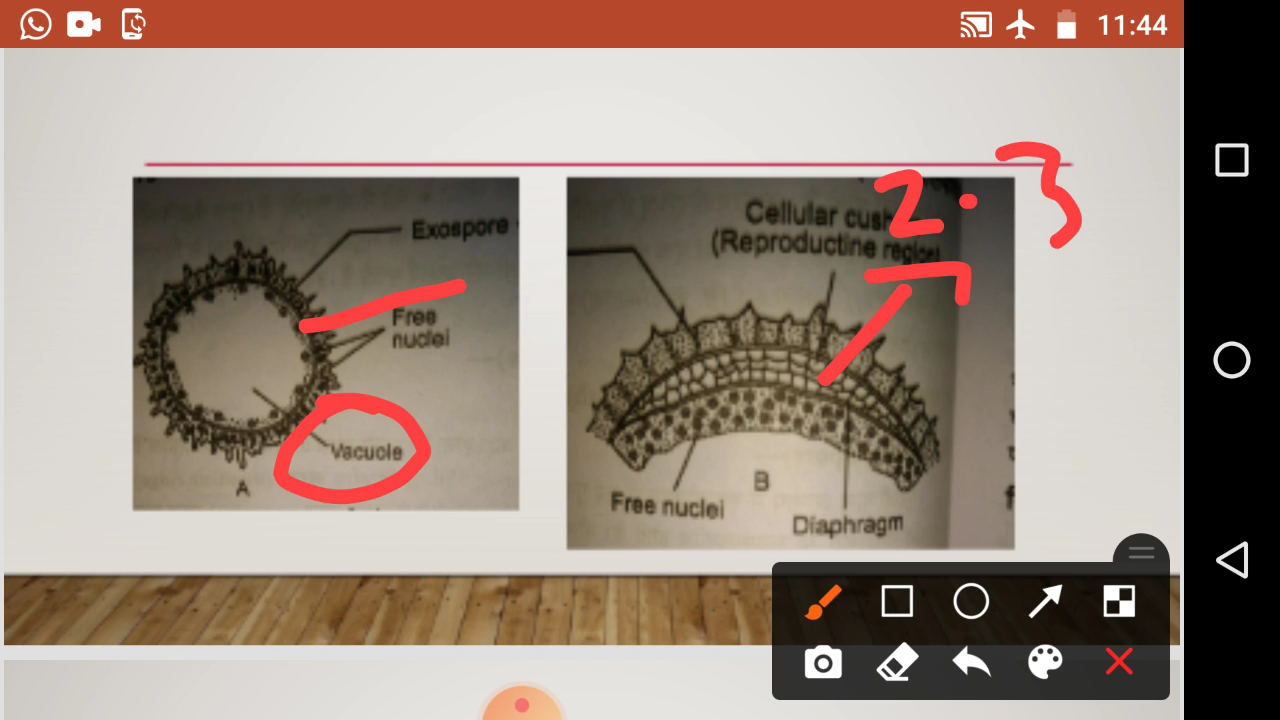 11:44
Exospore
Free
nuclei
Vacuole
A
2.3
Cellular cush
(Reproductine region)
Free nuclei
B
Diaphragm